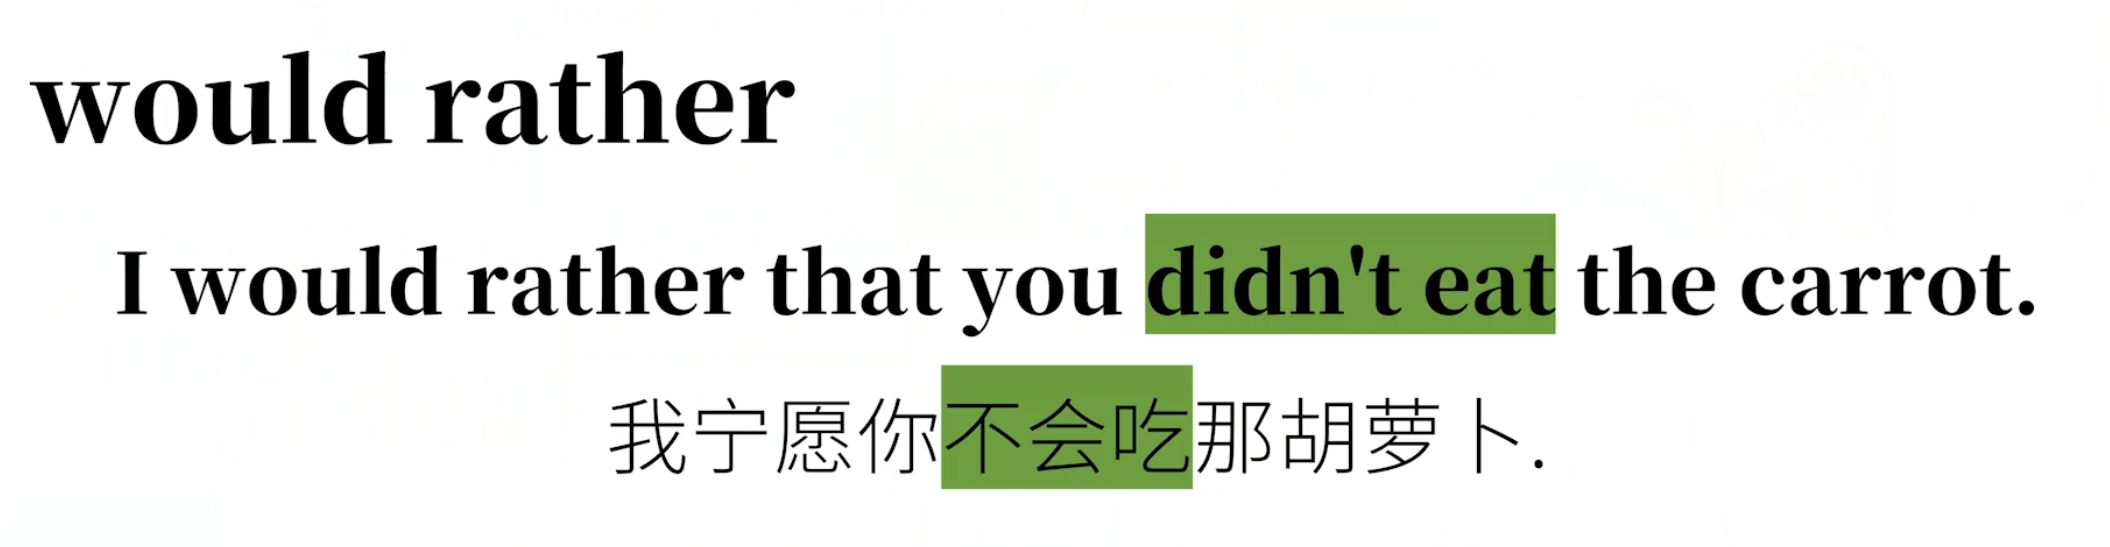 would rather
I would rather that you didn't eat the carrot.
我宁愿你不会吃那胡萝卜.